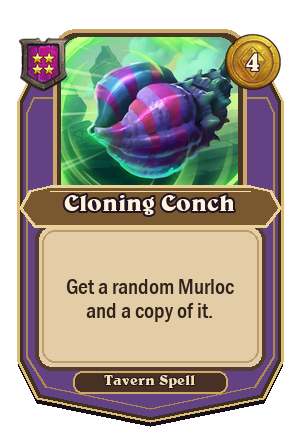 4
Cloning Conch
Get a random Murloc
and a copy of it.
Tavern Spell